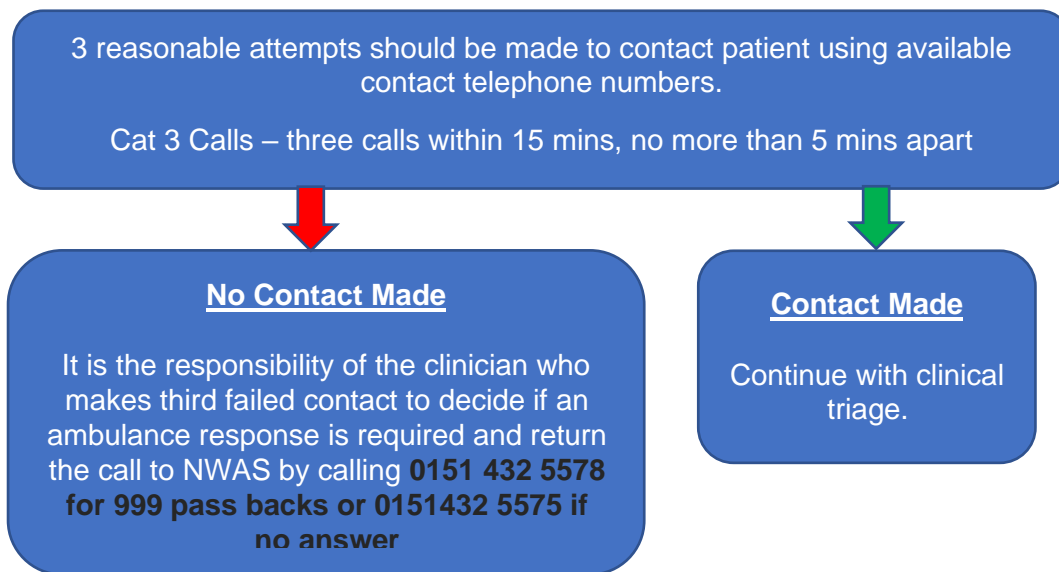 3 reasonable attempts should be made to contact patient using available
contact telephone numbers.
Cat 3 Calls – three calls within 15 mins, no more than 5 mins apart
No Contact Made
It is the responsibility of the clinician who
makes third failed contact to decide if an
ambulance response is required and return
the call to NWAS by calling 0151 432 5578
for 999 pass backs or 0151432 5575 if
no answer
Contact Made
Continue with clinical
triage.